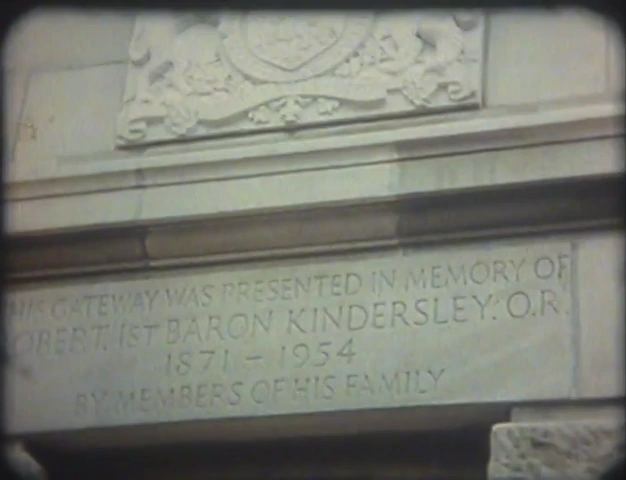 HIS GATEWAY WAS PRESENTED IN MEMORY OF
OBERT, 1ST BARON KINDERSLEY. O.R.
1871 - 1954
BY MEMBERS OF HIS FAMILY